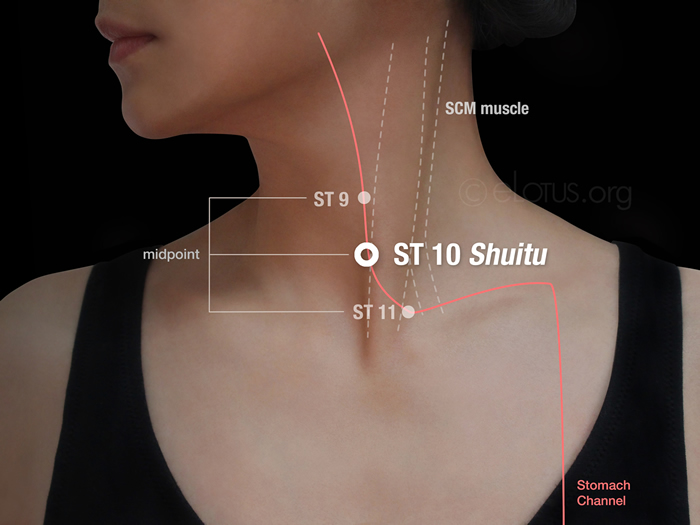 SCM muscle
© eLotus.org
ST 9
midpoint
ST 10 Shuitu
ST 11
Stomach
Channel